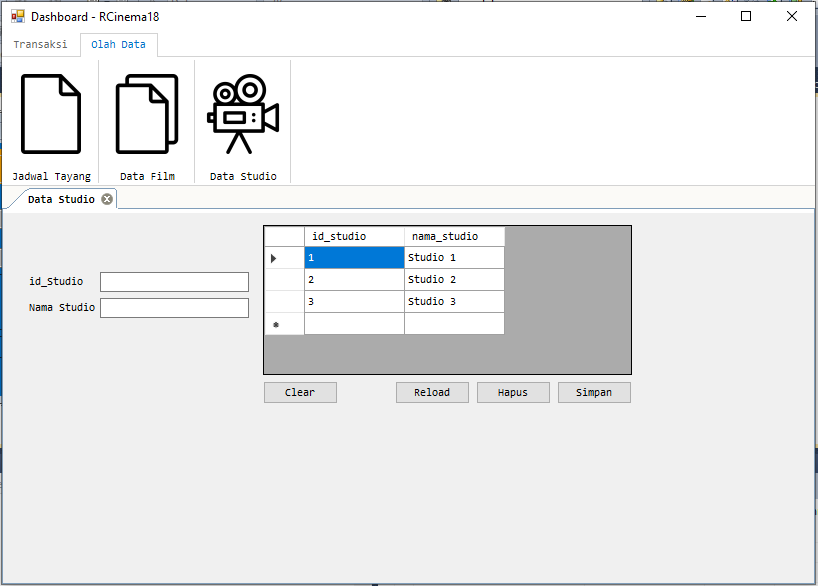 Dashboard - RCinema18
Transaksi Olah Data
Jadwal Tayang Data Film Data Studio
Data Studio
id_studio nama_studio
1 Studio 1
id_Studio
2 Studio 2
Nama Studio
3 Studio 3
Clear Reload Hapus Simpan